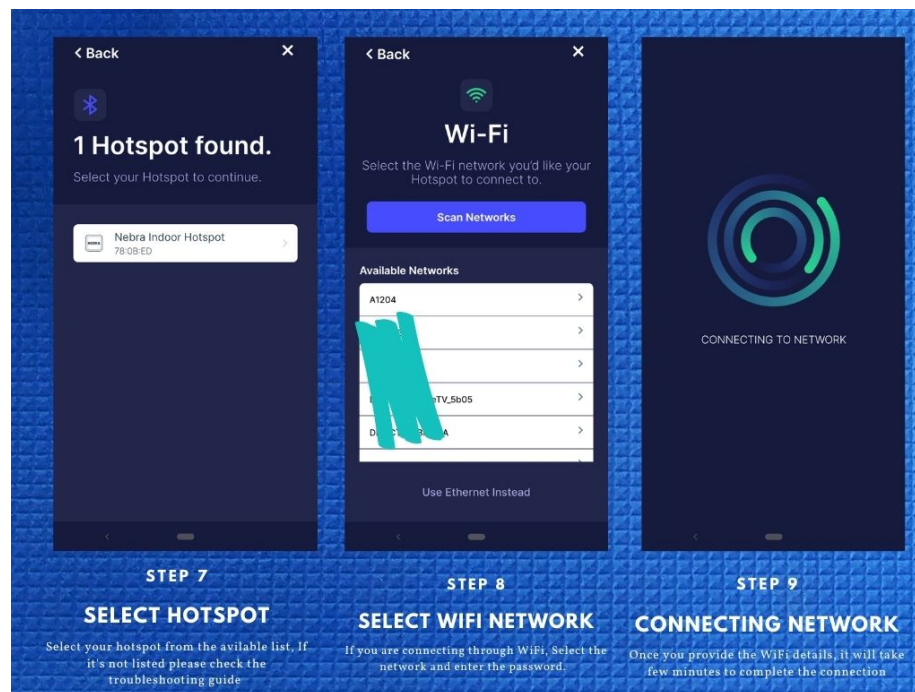 < Back
×
1 Hotspot found.
Select your Hotspot to continue.
NEBRA
Nebra Indoor Hotspot
78:0B:ED
STEP 7
SELECT HOTSPOT
Select your hotspot from the avilable list, If
it's not listed please check the
troubleshooting guide
< Back
×
Wi-Fi
Select the Wi-Fi network you'd like your
Hotspot to connect to.
Scan Networks
Available Networks
A1204
eTV_5b05
Use Ethernet Instead
STEP 8
SELECT WIFI NETWORK
If you are connecting through WiFi, Select the
network and enter the password.
CONNECTING TO NETWORK
STEP 9
CONNECTING NETWORK
Once you provide the WiFi details, it will take
few minutes to complete the connection